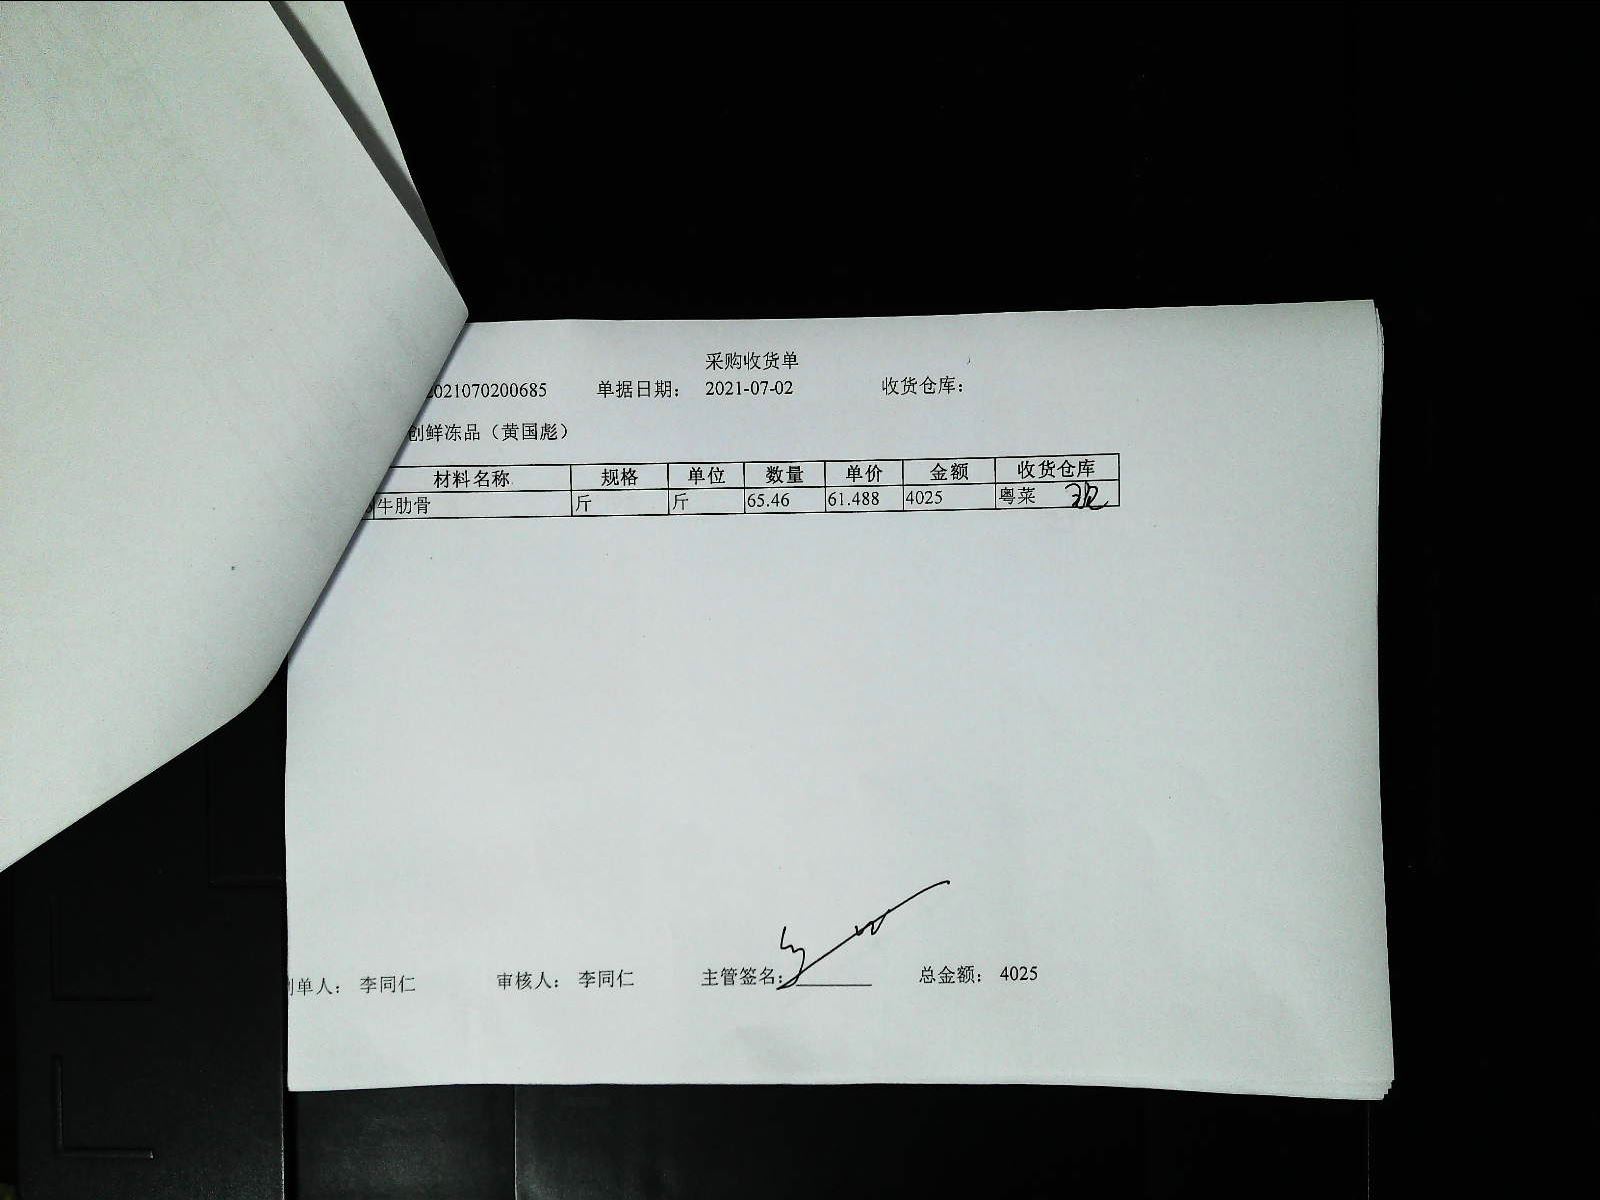 采购收货单
2021070200685 单据日期: 2021-07-02 收货仓库:
创鲜冻品（黄国彪）
材料名称 规格 单位 数量 单价 金额 收货仓库
牛肋骨 斤 斤 65.46 61.488 4025 粤菜
制单人: 李同仁 审核人: 李同仁 主管签名: 总金额: 4025